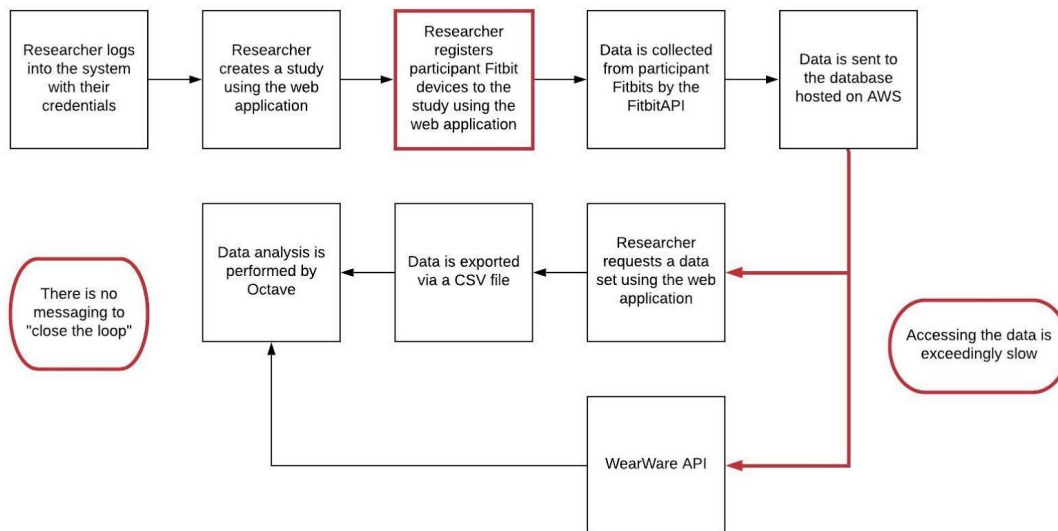 Researcher logs
into the system
with their
credentials
Researcher
creates a study
using the web
application
Researcher
registers
participant Fitbit
devices to the
study using the
web application
Data is collected
from participant
Fitbits by the
FitbitAPI
Data is sent to
the database
hosted on AWS
There is no
messaging to
"close the loop"
Data analysis is
performed by
Octave
Data is exported
via a CSV file
Researcher
requests a data
set using the web
application
Accessing the data is
exceedingly slow
WearWare API